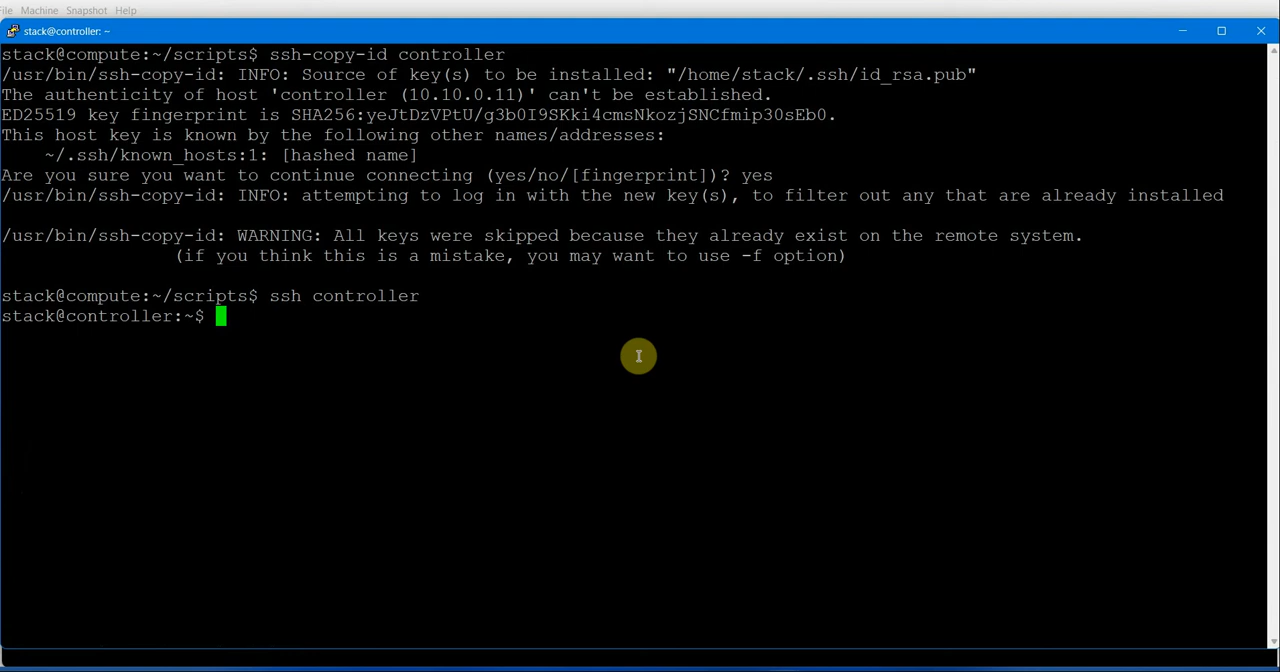 File Machine Snapshot Help
stack@controller: ~
stack@compute:~/scripts$ ssh-copy-id controller
/usr/bin/ssh-copy-id: INFO: Source of key(s) to be installed: "/home/stack/.ssh/id_rsa.pub"
The authenticity of host 'controller (10.10.0.11)' can't be established.
ED25519 key fingerprint is SHA256:yeJtDzVPtU/g3b0I9SKki4cmsNkozjSNCfmip30sEb0.
This host key is known by the following other names/addresses:
    ~/.ssh/known_hosts:1: [hashed name]
Are you sure you want to continue connecting (yes/no/[fingerprint])? yes
/usr/bin/ssh-copy-id: INFO: attempting to log in with the new key(s), to filter out any that are already installed
/usr/bin/ssh-copy-id: WARNING: All keys were skipped because they already exist on the remote system.
                (if you think this is a mistake, you may want to use -f option)
stack@compute:~/scripts$ ssh controller
stack@controller:~$